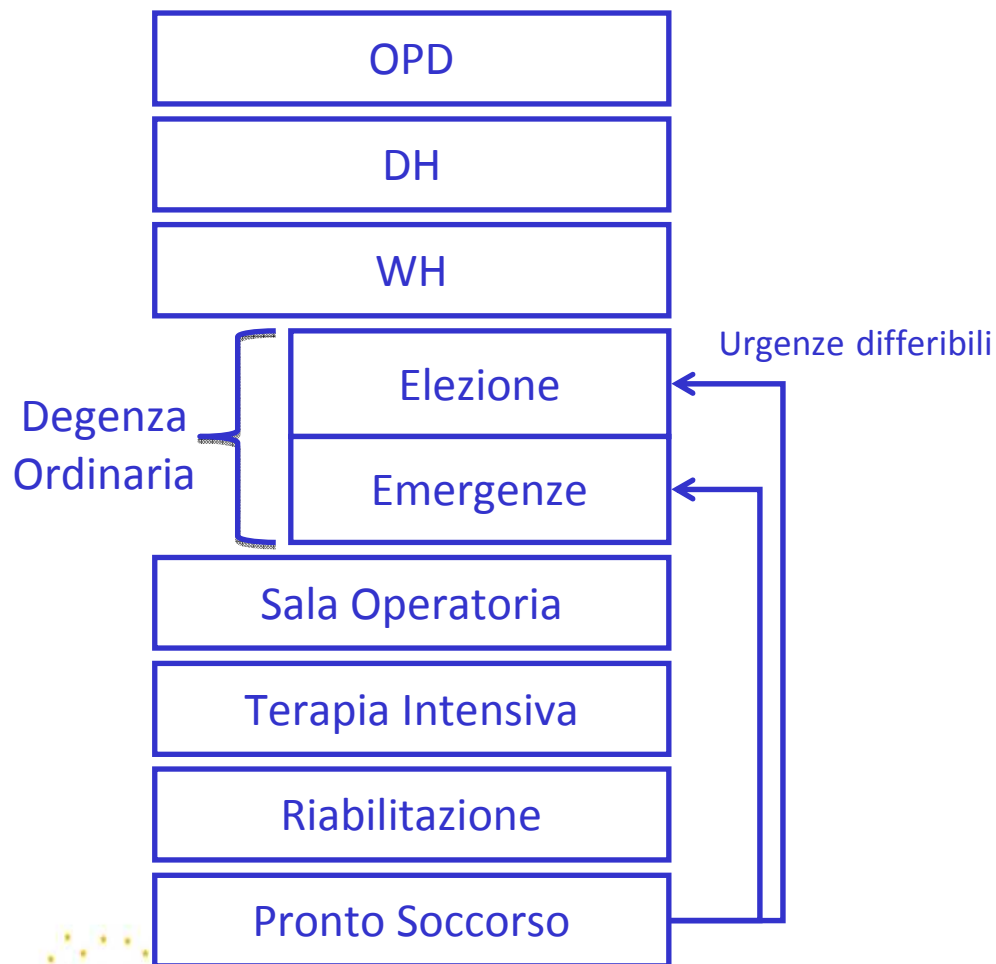 OPD
DH
WH
Urgenze differibili
Elezione
Degenza
Ordinaria
Emergenze
Sala Operatoria
Terapia Intensiva
Riabilitazione
Pronto Soccorso